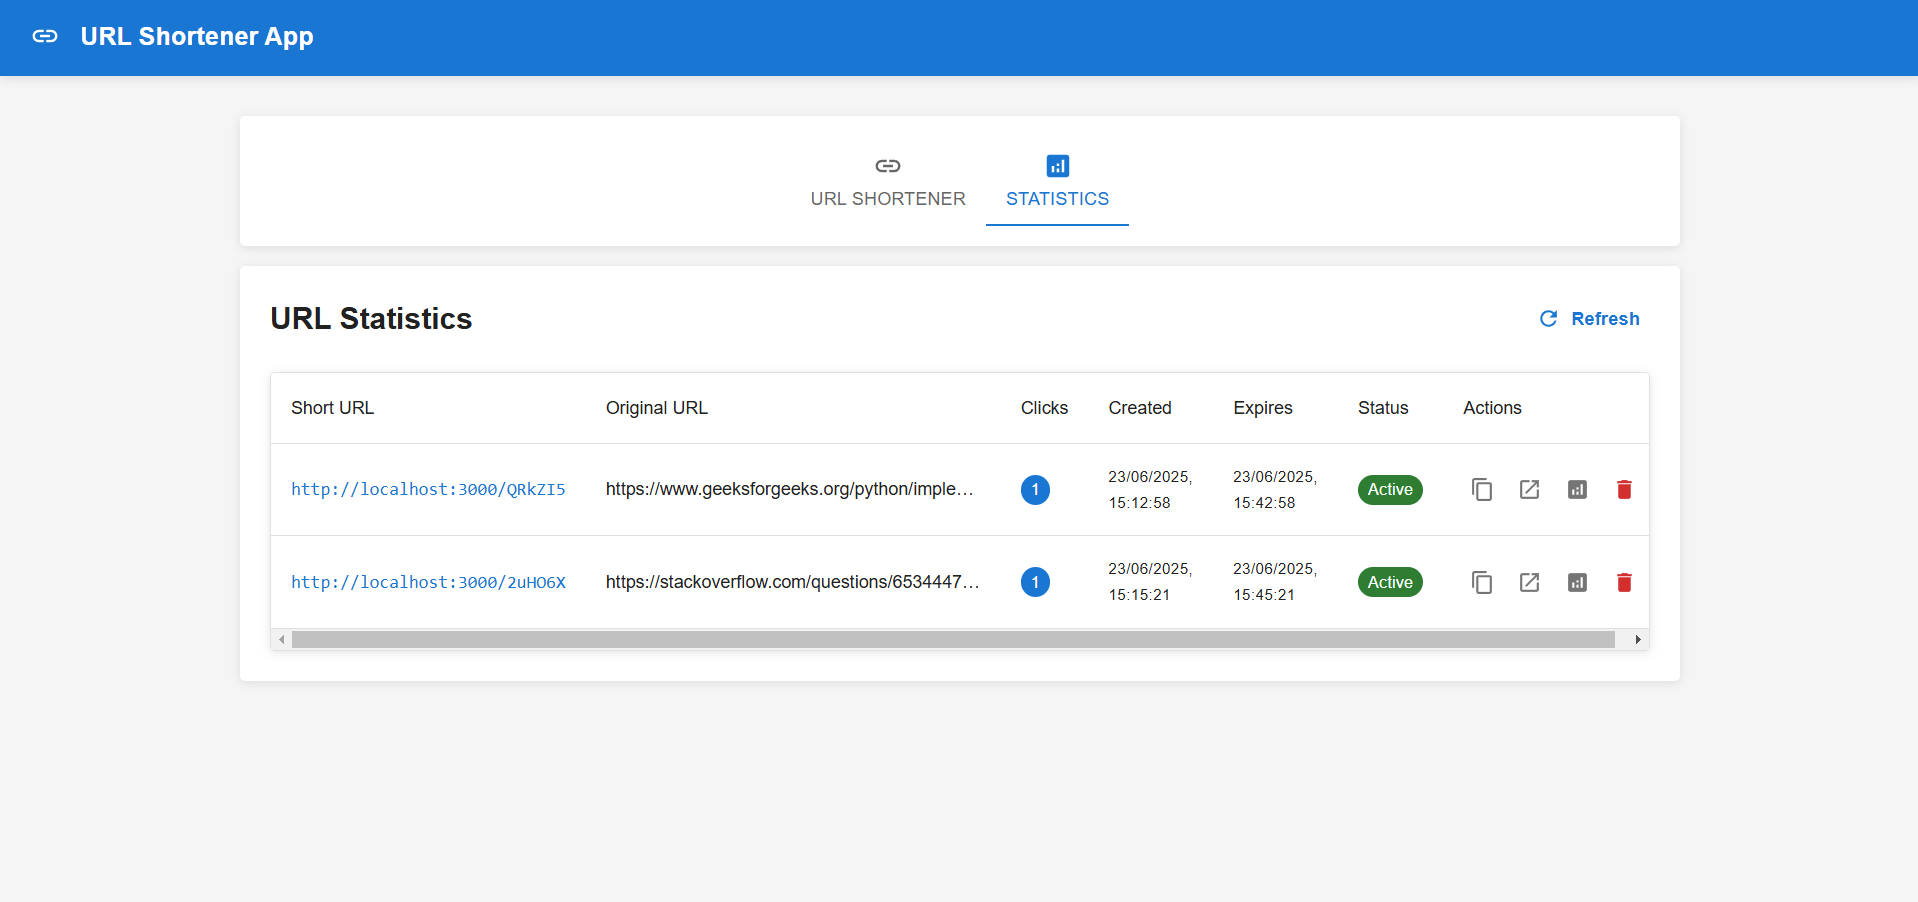 URL Shortener App
URL SHORTENER
STATISTICS
URL Statistics
Refresh
Short URL Original URL Clicks Created Expires Status Actions
http://localhost:3000/QRkZI5 https://www.geeksforgeeks.org/python/imple… 1 23/06/2025, 15:12:58 23/06/2025, 15:42:58 Active
http://localhost:3000/2uHO6X https://stackoverflow.com/questions/6534447… 1 23/06/2025, 15:15:21 23/06/2025, 15:45:21 Active